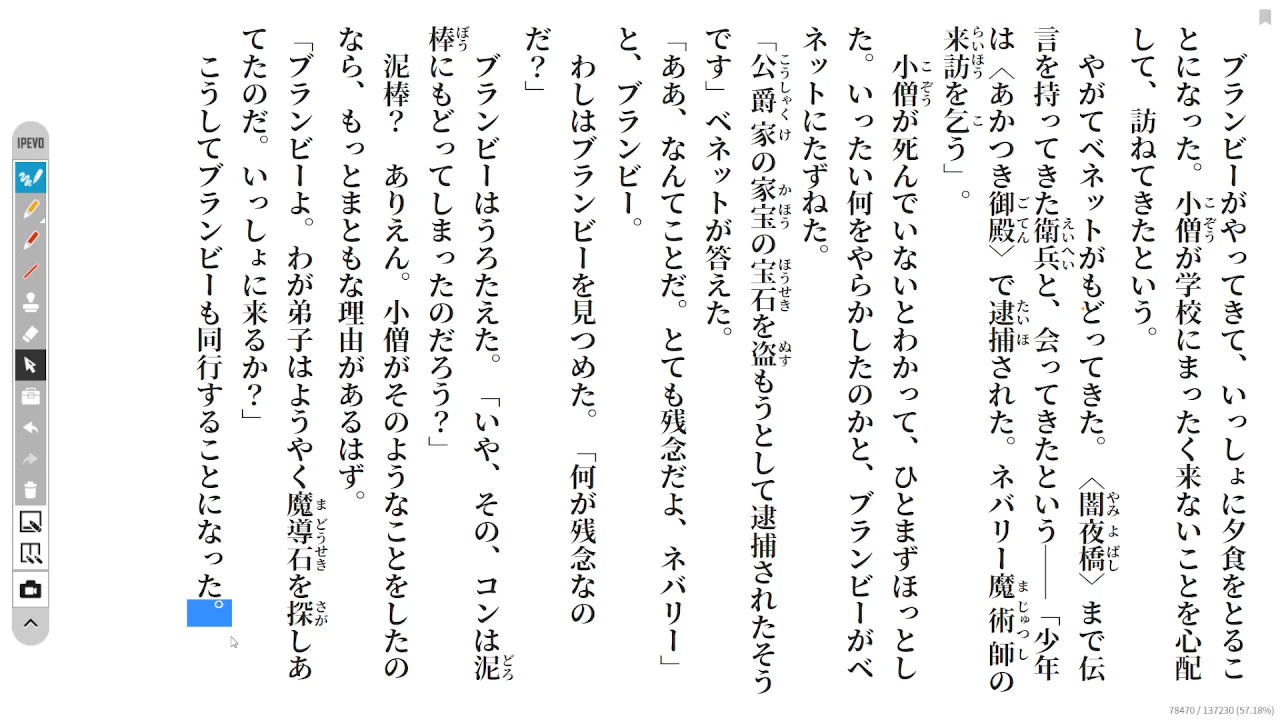 ブランビーがやってきて、いっしょに夕食をとるこ
とになった。小僧が学校にまったく来ないことを心配
して、訪ねてきたという。
やがてベネットがもどってきた。〈闇夜橋〉まで伝
言を持ってきた衛兵と、会ってきたという——「少年
は〈あかつき御殿〉で逮捕された。ネバリー魔術師の
来訪を乞う」。
小僧が死んでいないとわかって、ひとまずほっとし
た。いったい何をやらかしたのかと、ブランビーがベ
ネットにたずねた。
「公爵家の家宝の宝石を盗もうとして逮捕されたそう
です」ベネットが答えた。
「ああ、なんてことだ。とても残念だよ、ネバリー」
と、ブランビー。
わしはブランビーを見つめた。「何が残念なの
だ？」
ブランビーはうろたえた。「いや、その、コンは泥
棒にもどってしまったのだろう？」
泥棒？　ありえん。小僧がそのようなことをしたの
なら、もっとまともな理由があるはず。
「ブランビーよ。わが弟子はようやく魔導石を探しあ
てたのだ。いっしょに来るか？」
こうしてブランビーも同行することになった。
IPEVO
78470 / 137230 (57.18%)